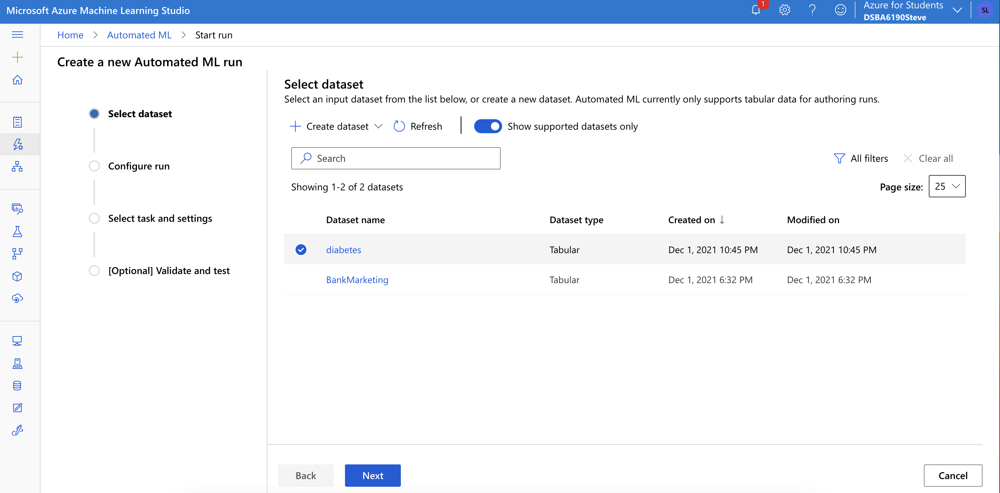 Microsoft Azure Machine Learning Studio
1
Azure for Students
DSBA6190Steve
SL
Home > Automated ML > Start run
Create a new Automated ML run
Select dataset
Configure run
Select task and settings
[Optional] Validate and test
Select dataset
Select an input dataset from the list below, or create a new dataset. Automated ML currently only supports tabular data for authoring runs.
Create dataset Refresh Show supported datasets only
Search
All filters Clear all
Showing 1-2 of 2 datasets
Page size: 25
Dataset name Dataset type Created on ↓ Modified on
diabetes Tabular Dec 1, 2021 10:45 PM Dec 1, 2021 10:45 PM
BankMarketing Tabular Dec 1, 2021 6:32 PM Dec 1, 2021 6:32 PM
Back Next Cancel